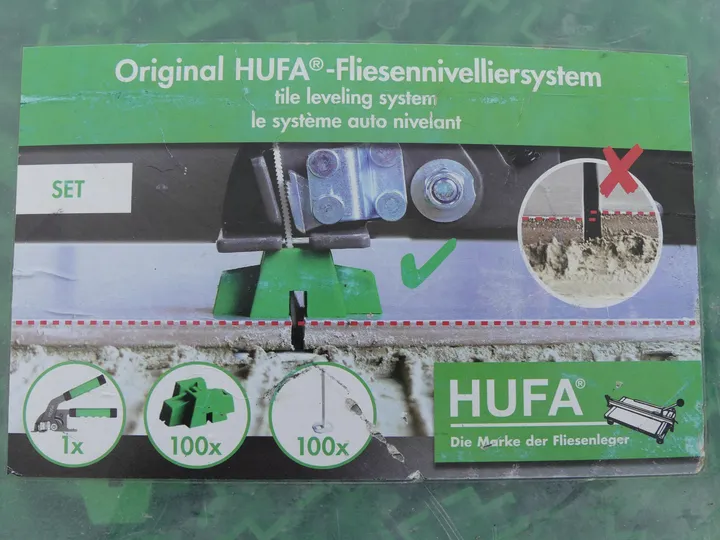 Original HUFA®-Fliesennivelliersystem
tile leveling system
le système auto nivelant
SET
1x
100x
100x
HUFA®
Die Marke der Fliesenleger